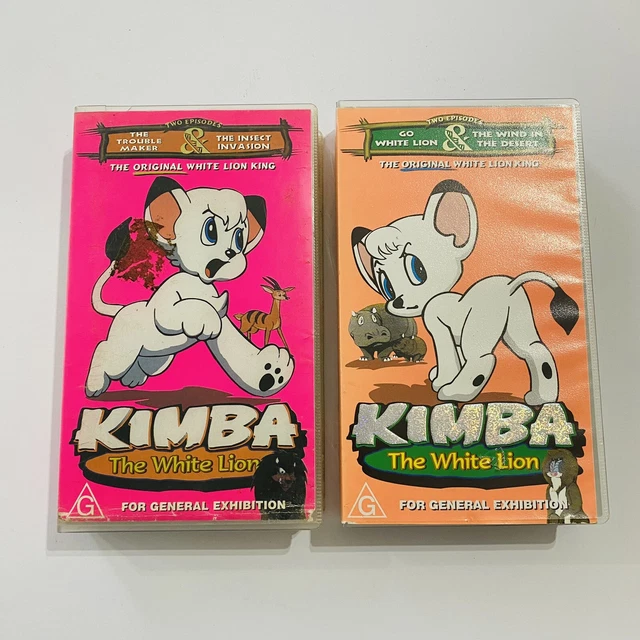 TWO EPISODES
THE TROUBLE
MAKER
&
THE INSECT
INVASION
THE ORIGINAL WHITE LION KING
KIMBA
The White Lion
G
FOR GENERAL EXHIBITION
TWO EPISODES
GO
WHITE LION
&
THE WIND IN
THE DESERT
THE ORIGINAL WHITE LION KING
KIMBA
The White Lion
G
FOR GENERAL EXHIBITION